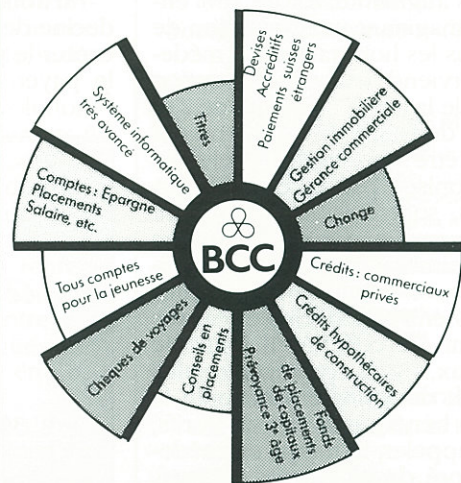 Devises
Accréditifs
Paiements suisses
étrangers
Gestion immobilière
Gérance commerciale
Change
Crédits : commerciaux
privés
Crédits hypothécaires
de construction
Fonds
de placements
de capitaux
Prévoyance 3e âge
Conseils en
placements
Chèques de voyages
Tous comptes
pour la jeunesse
Comptes : Epargne
Placements
Salaire, etc.
Système informatique
très avancé
Titres
BCC